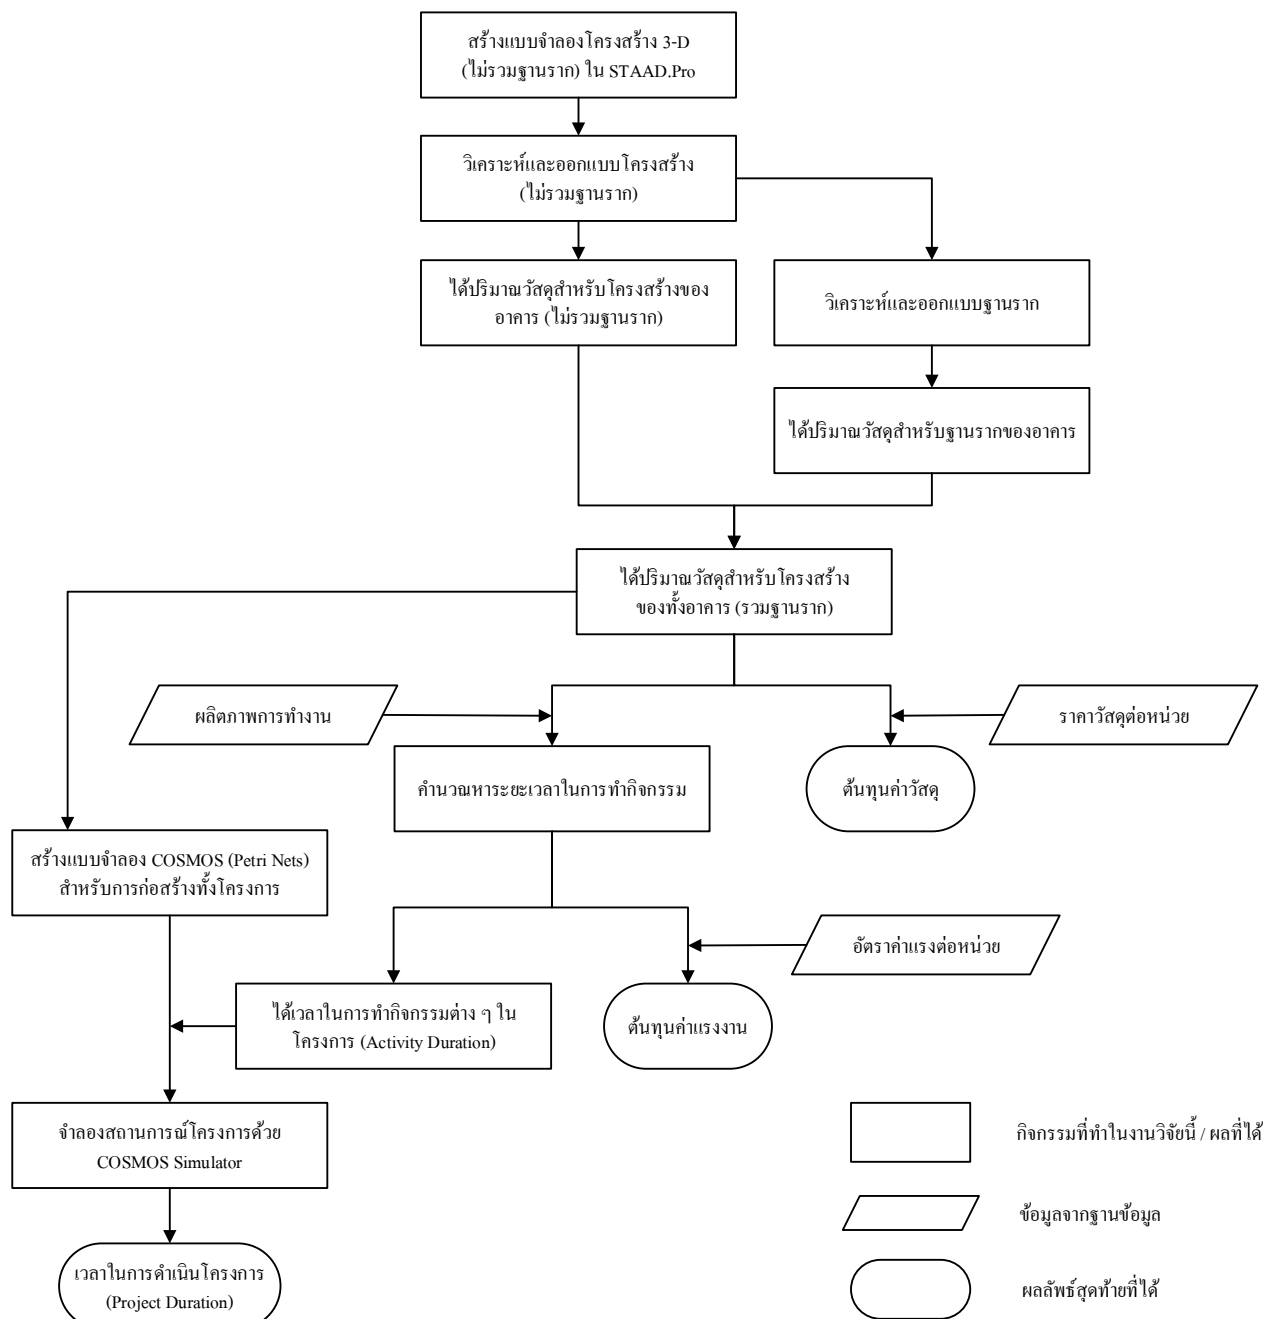 สร้างแบบจำลองโครงสร้าง 3-D
(ไม่รวมฐานราก) ใน STAAD.Pro
วิเคราะห์และออกแบบโครงสร้าง
(ไม่รวมฐานราก)
ได้ปริมาณวัสดุสำหรับโครงสร้างของ
อาคาร (ไม่รวมฐานราก)
วิเคราะห์และออกแบบฐานราก
ได้ปริมาณวัสดุสำหรับฐานรากของอาคาร
ได้ปริมาณวัสดุสำหรับโครงสร้าง
ของทั้งอาคาร (รวมฐานราก)
ผลิตภาพการทำงาน
ราคาวัสดุต่อหน่วย
คำนวณหาระยะเวลาในการทำกิจกรรม
ต้นทุนค่าวัสดุ
สร้างแบบจำลอง COSMOS (Petri Nets)
สำหรับการก่อสร้างทั้งโครงการ
อัตราค่าแรงต่อหน่วย
ได้เวลาในการทำกิจกรรมต่าง ๆ ใน
โครงการ (Activity Duration)
ต้นทุนค่าแรงงาน
จำลองสถานการณ์โครงการด้วย
COSMOS Simulator
กิจกรรมที่ทำในงานวิจัยนี้ / ผลที่ได้
ข้อมูลจากฐานข้อมูล
เวลาในการดำเนินโครงการ
(Project Duration)
ผลลัพธ์สุดท้ายที่ได้